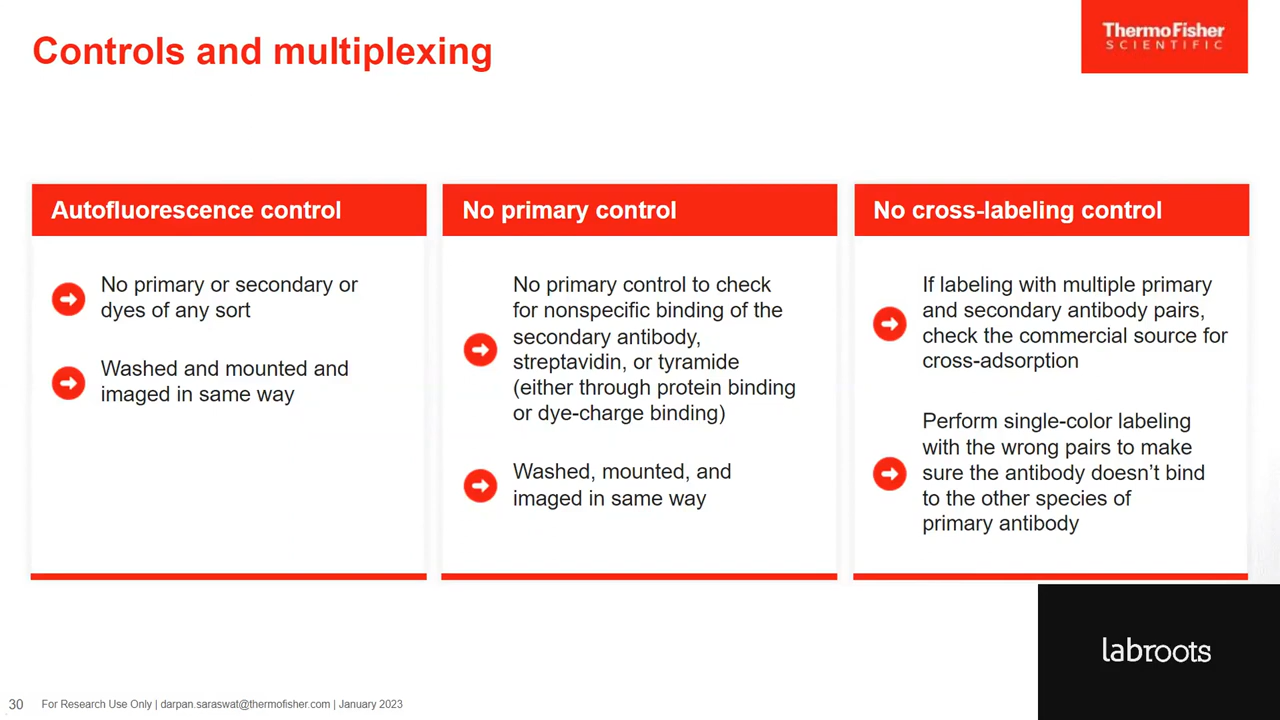 Controls and multiplexing
ThermoFisher
SCIENTIFIC
Autofluorescence control
No primary or secondary or
dyes of any sort
Washed and mounted and
imaged in same way
No primary control
No primary control to check
for nonspecific binding of the
secondary antibody,
streptavidin, or tyramide
(either through protein binding
or dye-charge binding)
Washed, mounted, and
imaged in same way
No cross-labeling control
If labeling with multiple primary
and secondary antibody pairs,
check the commercial source for
cross-adsorption
Perform single-color labeling
with the wrong pairs to make
sure the antibody doesn’t bind
to the other species of
primary antibody
labroots
30 For Research Use Only | darpan.saraswat@thermofisher.com | January 2023